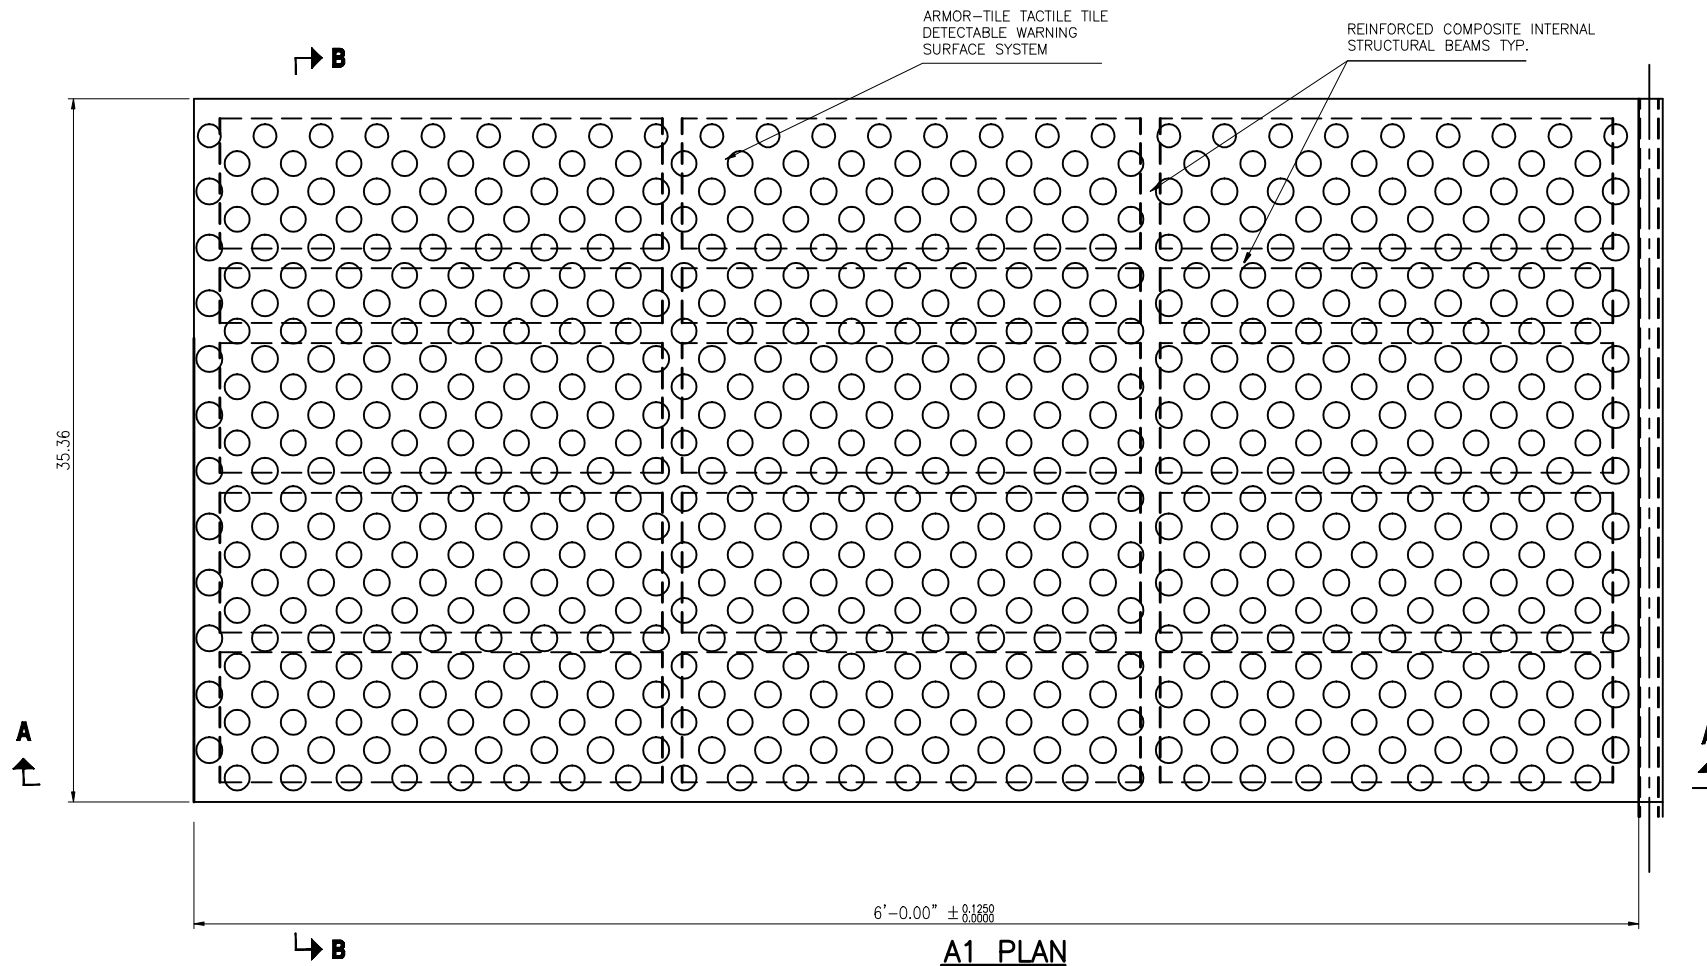 ARMOR-TILE TACTILE TILE
DETECTABLE WARNING
SURFACE SYSTEM
REINFORCED COMPOSITE INTERNAL
STRUCTURAL BEAMS TYP.
B
35.36
A
A
6'-0.00" ± 0.1250
0.0000
B
A1 PLAN